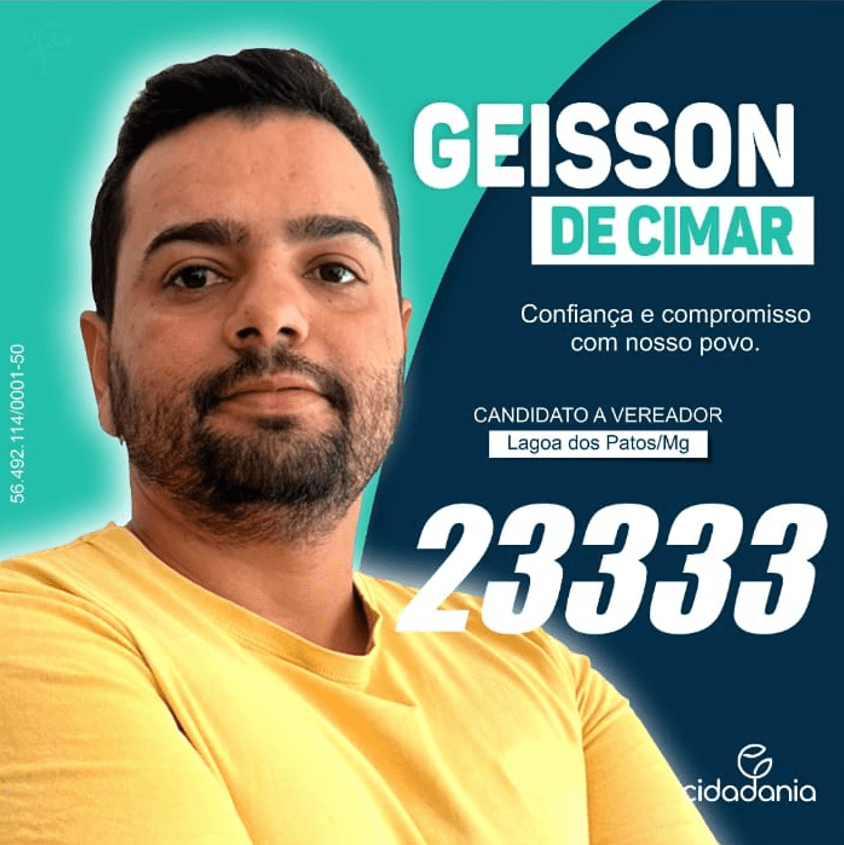 GEISSON
DE CIMAR
Confiança e compromisso
com nosso povo.
CANDIDATO A VEREADOR
Lagoa dos Patos/Mg
23333
56.492.114/0001-50
cidadania